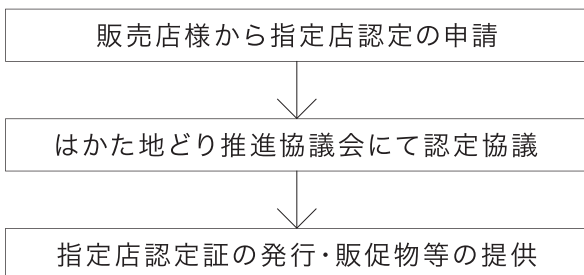 販売店様から指定店認定の申請
はかた地どり推進協議会にて認定協議
指定店認定証の発行・販促物等の提供